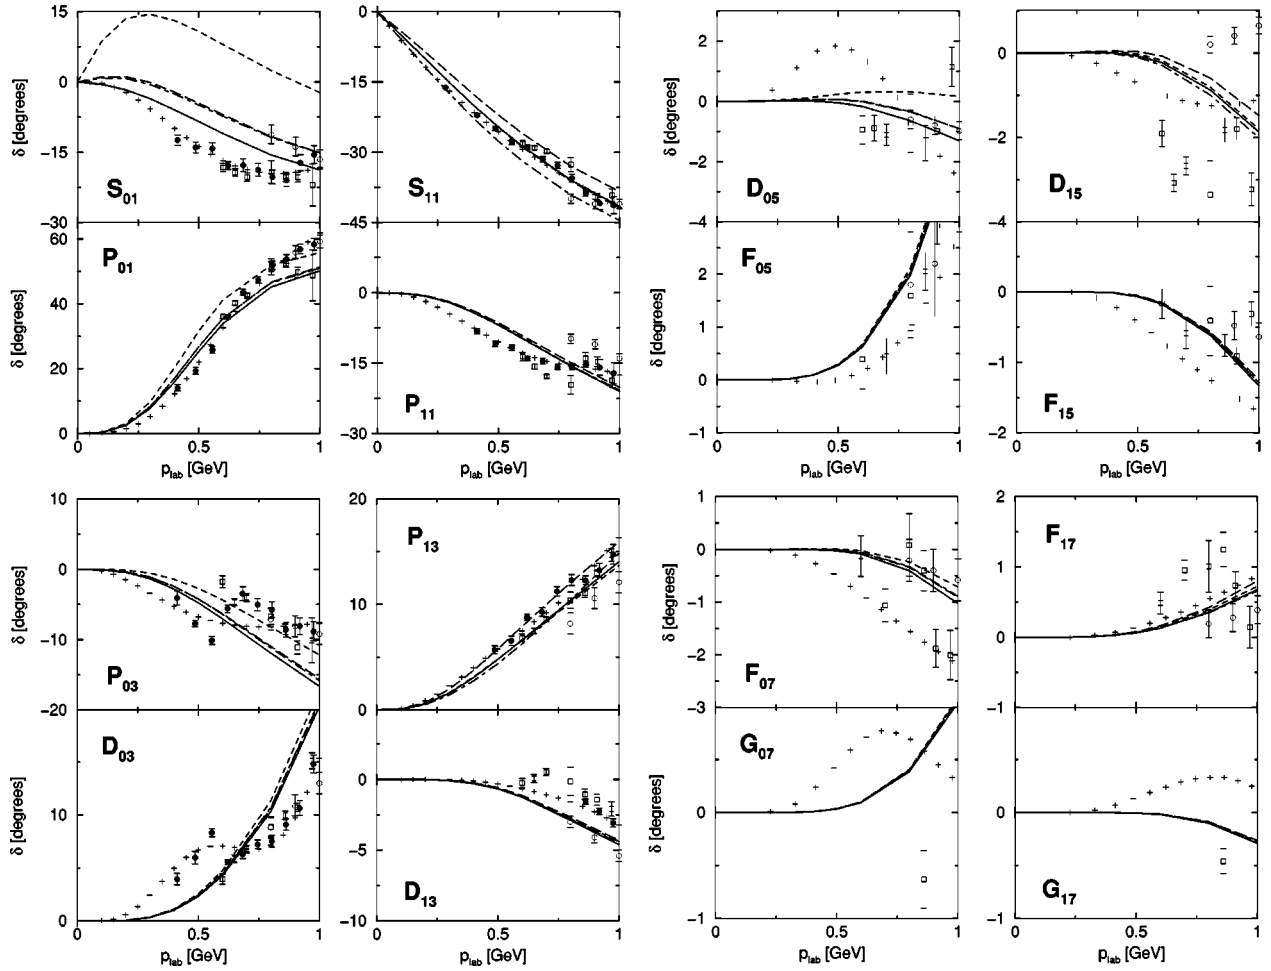 15
0
−15
−30
δ [degrees]
S01
0
−15
−30
−45
S11
2
0
−2
−4
δ [degrees]
D05
2
0
−2
−4
D15
60
40
20
0
δ [degrees]
P01
0
0.5
1
plab [GeV]
0
−15
−30
P11
0
0.5
1
plab [GeV]
2
1
0
−1
δ [degrees]
F05
0
0.5
1
plab [GeV]
0
−2
F15
0
0.5
1
plab [GeV]
10
0
−10
−20
δ [degrees]
P03
20
10
0
P13
1
0
−1
−2
−3
δ [degrees]
F07
2
1
0
−1
F17
20
10
0
δ [degrees]
D03
0
0.5
1
plab [GeV]
0
−5
−10
D13
0
0.5
1
plab [GeV]
0
−1
δ [degrees]
G07
0
0.5
1
plab [GeV]
0
−1
G17
0
0.5
1
plab [GeV]